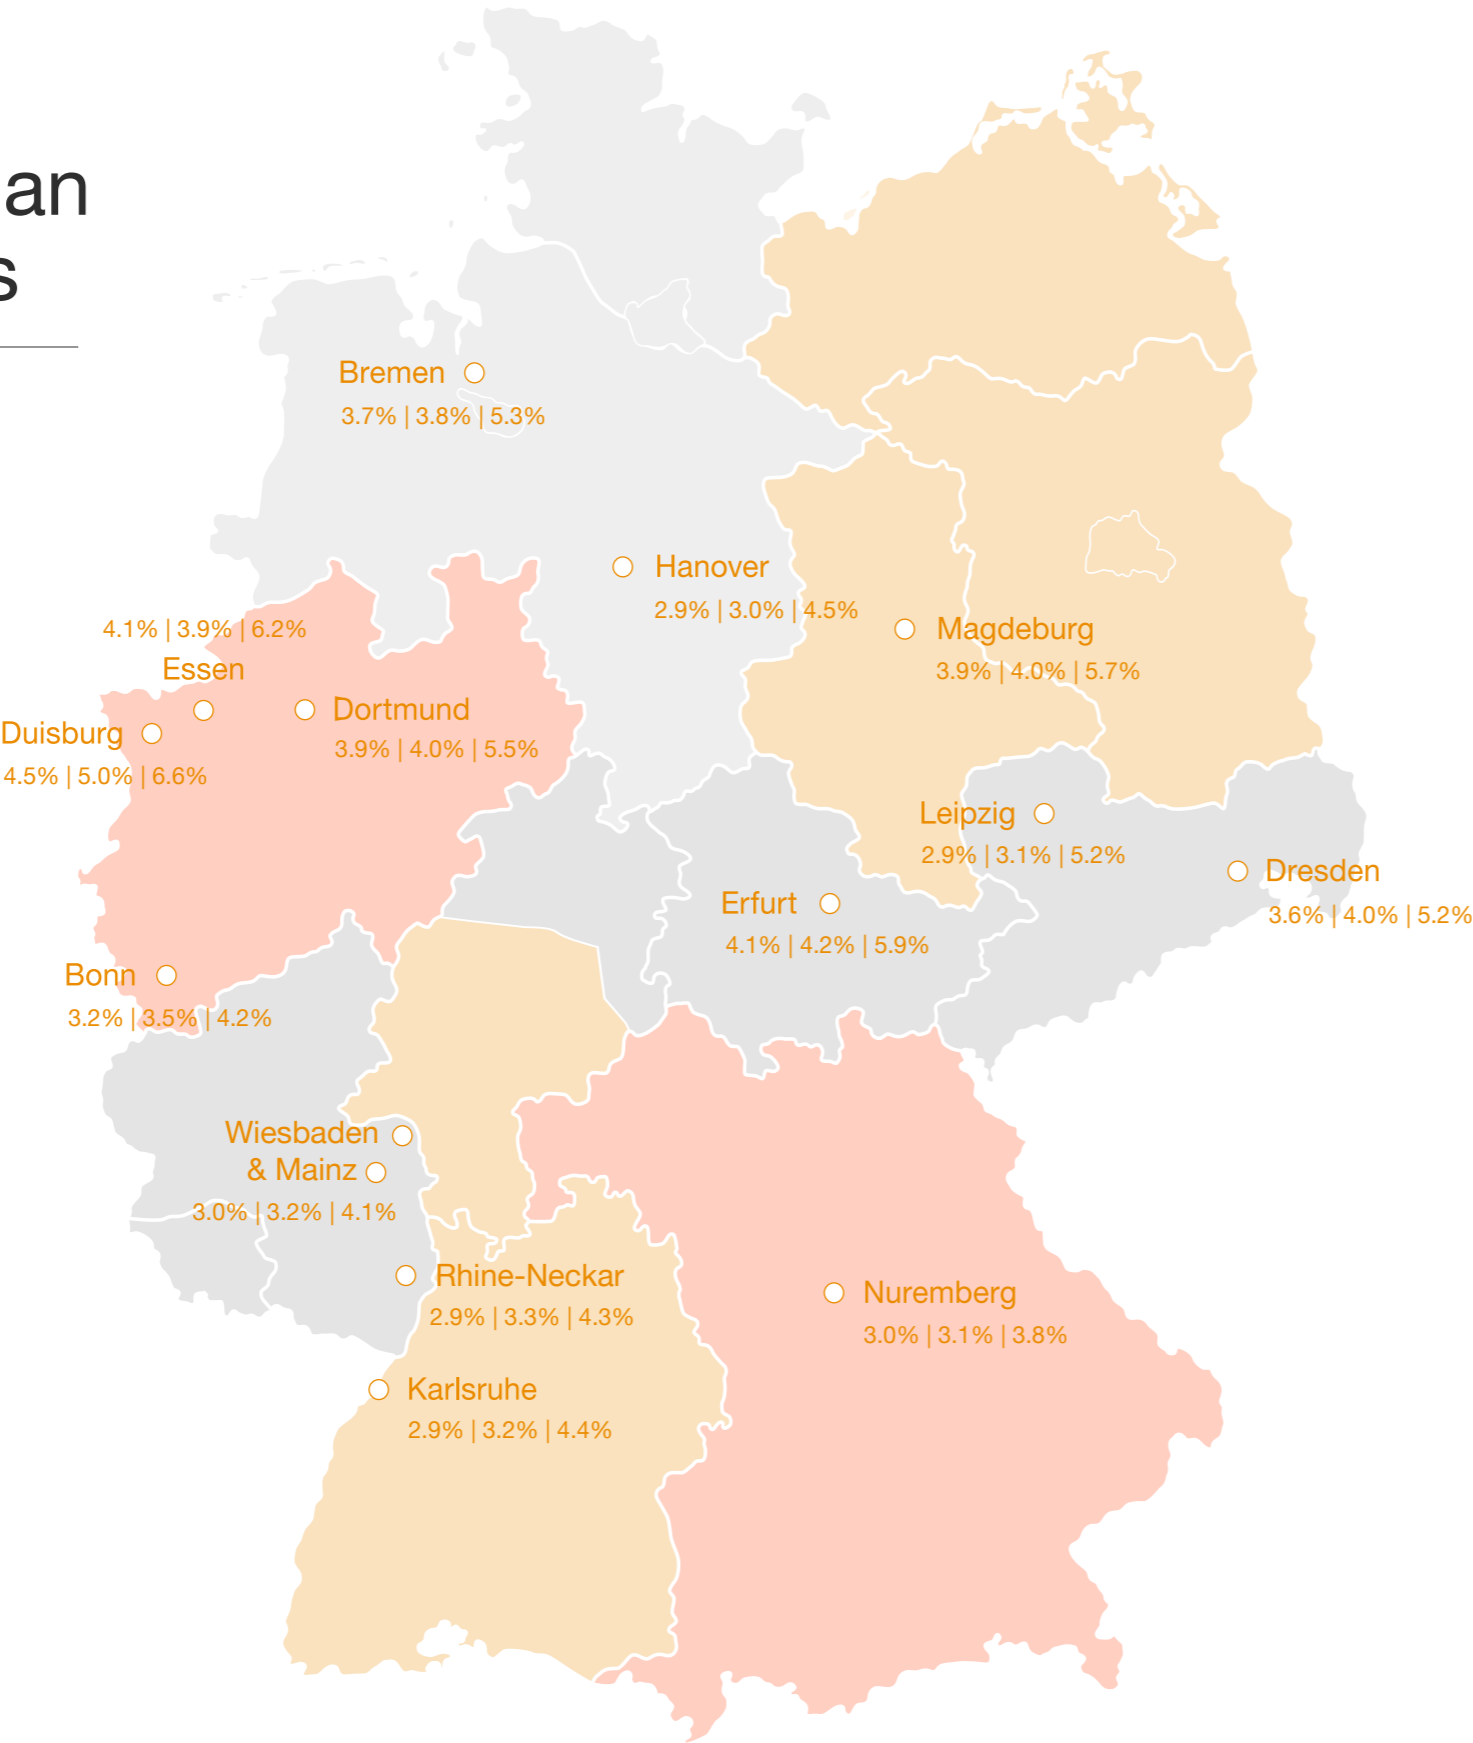 an
s
Bremen
3.7% | 3.8% | 5.3%
Hanover
2.9% | 3.0% | 4.5%
4.1% | 3.9% | 6.2%
Essen
Magdeburg
3.9% | 4.0% | 5.7%
Dortmund
3.9% | 4.0% | 5.5%
Duisburg
4.5% | 5.0% | 6.6%
Leipzig
2.9% | 3.1% | 5.2%
Dresden
3.6% | 4.0% | 5.2%
Erfurt
4.1% | 4.2% | 5.9%
Bonn
3.2% | 3.5% | 4.2%
Wiesbaden
& Mainz
3.0% | 3.2% | 4.1%
Rhine-Neckar
2.9% | 3.3% | 4.3%
Nuremberg
3.0% | 3.1% | 3.8%
Karlsruhe
2.9% | 3.2% | 4.4%